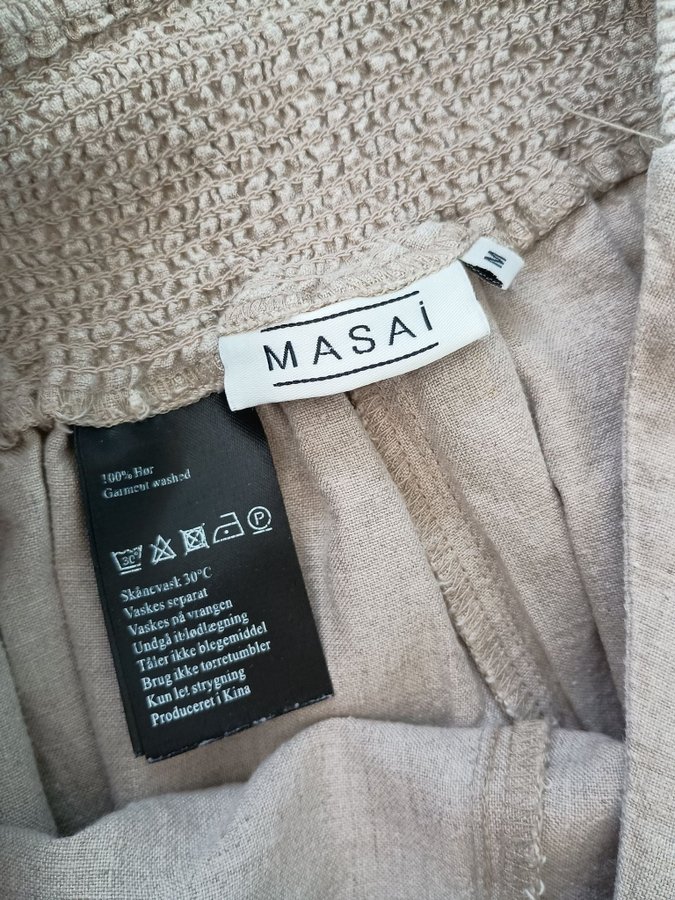 M
MASAi
100% Hør
Garment washed
30°
P
Skånevask 30°C
Vaskes separat
Vaskes på vrangen
Undgå iblødlægning
Tåler ikke blegemiddel
Brug ikke tørretumbler
Kun let strygning
Produceret i Kina